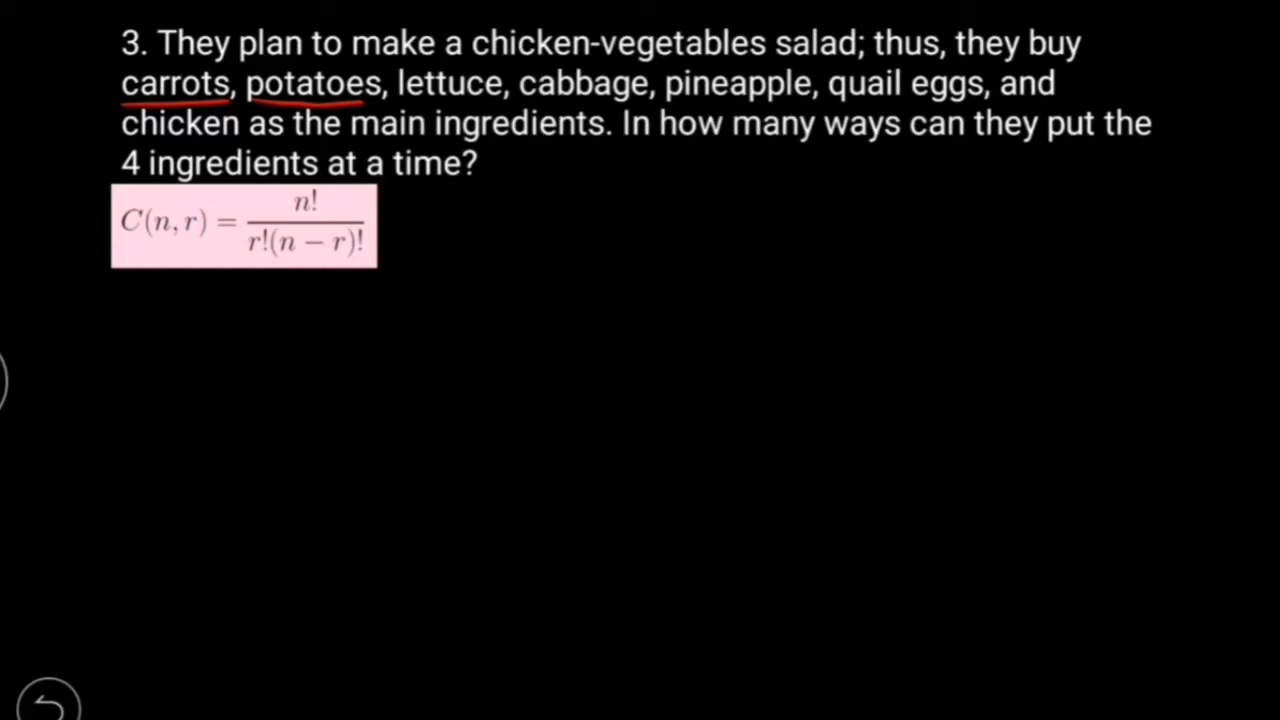 3. They plan to make a chicken-vegetables salad; thus, they buy
carrots, potatoes, lettuce, cabbage, pineapple, quail eggs, and
chicken as the main ingredients. In how many ways can they put the
4 ingredients at a time?
C(n, r) = n! / r!(n − r)!